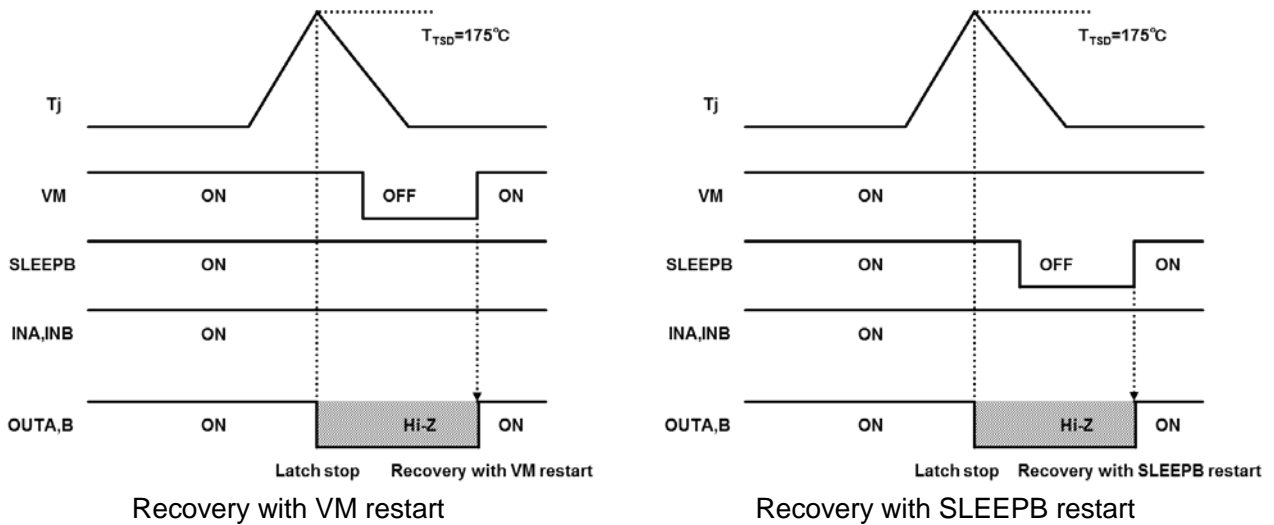 T_TSD=175℃
Tj
VM
ON
OFF
ON
SLEEPB
ON
INA,INB
ON
OUTA,B
ON
Hi-Z
ON
Latch stop
Recovery with VM restart
Recovery with VM restart
T_TSD=175℃
Tj
VM
ON
SLEEPB
ON
OFF
ON
INA,INB
ON
OUTA,B
ON
Hi-Z
ON
Latch stop
Recovery with SLEEPB restart
Recovery with SLEEPB restart